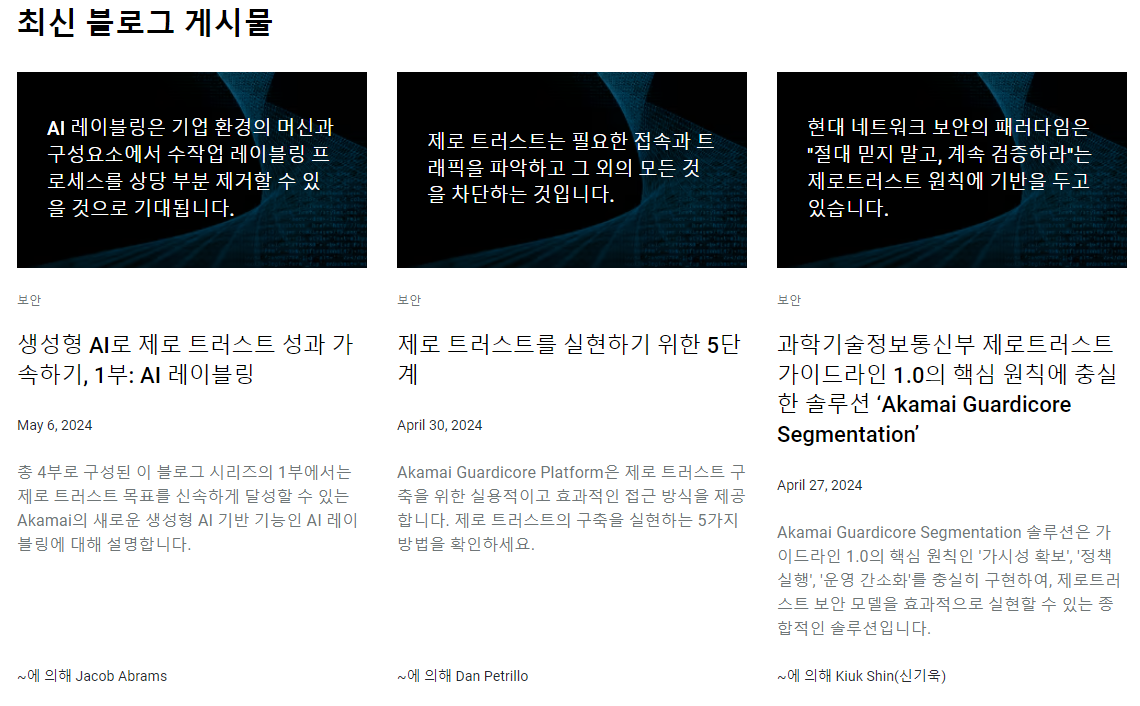 최신 블로그 게시물
AI 레이블링은 기업 환경의 머신과
구성요소에서 수작업 레이블링 프
로세스를 상당 부분 제거할 수 있
을 것으로 기대됩니다.
보안
생성형 AI로 제로 트러스트 성과 가
속하기, 1부: AI 레이블링
May 6, 2024
총 4부로 구성된 이 블로그 시리즈의 1부에서는
제로 트러스트 목표를 신속하게 달성할 수 있는
Akamai의 새로운 생성형 AI 기반 기능인 AI 레이
블링에 대해 설명합니다.
~에 의해 Jacob Abrams
제로 트러스트는 필요한 접속과 트
래픽을 파악하고 그 외의 모든 것
을 차단하는 것입니다.
보안
제로 트러스트를 실현하기 위한 5단
계
April 30, 2024
Akamai Guardicore Platform은 제로 트러스트 구
축을 위한 실용적이고 효과적인 접근 방식을 제공
합니다. 제로 트러스트의 구축을 실현하는 5가지
방법을 확인하세요.
~에 의해 Dan Petrillo
현대 네트워크 보안의 패러다임은
"절대 믿지 말고, 계속 검증하라"는
제로트러스트 원칙에 기반을 두고
있습니다.
보안
과학기술정보통신부 제로트러스트
가이드라인 1.0의 핵심 원칙에 충실
한 솔루션 ‘Akamai Guardicore
Segmentation’
April 27, 2024
Akamai Guardicore Segmentation 솔루션은 가
이드라인 1.0의 핵심 원칙인 '가시성 확보', '정책
실행', '운영 간소화'를 충실히 구현하여, 제로트러
스트 보안 모델을 효과적으로 실현할 수 있는 종
합적인 솔루션입니다.
~에 의해 Kiuk Shin(신기욱)